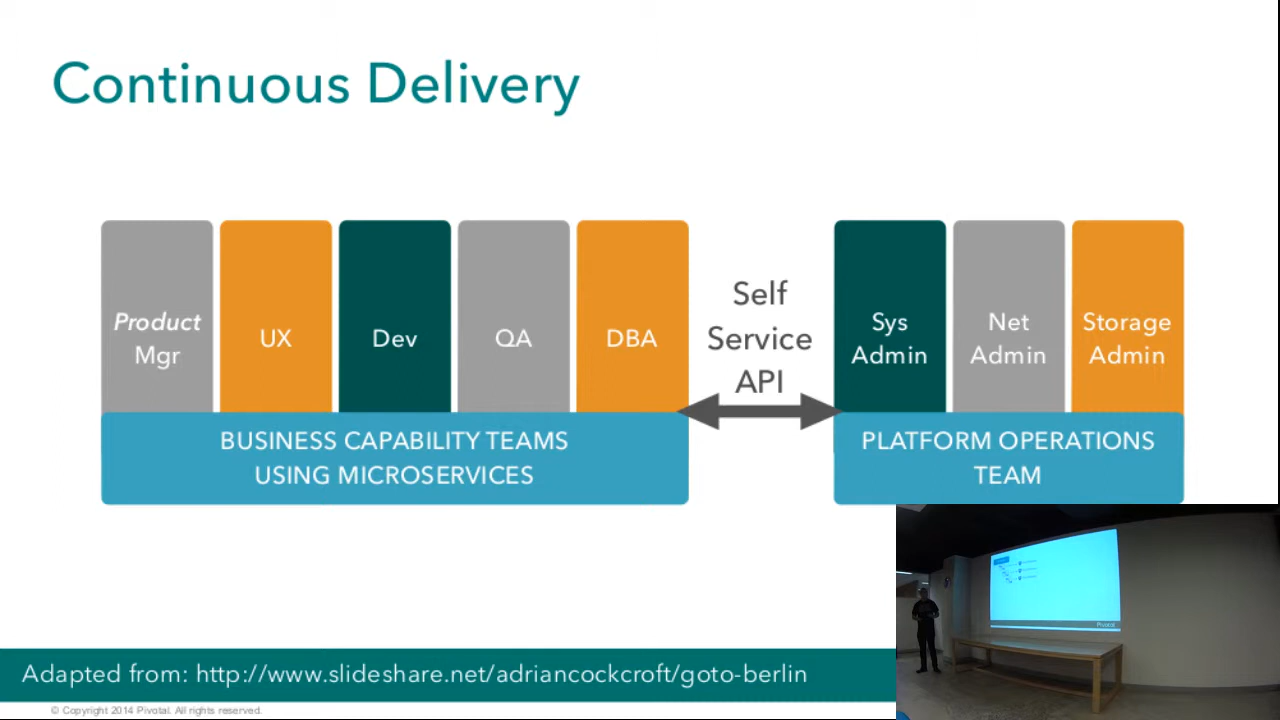 Continuous Delivery
Product
Mgr
UX
Dev
QA
DBA
Self
Service
API
Sys
Admin
Net
Admin
Storage
Admin
BUSINESS CAPABILITY TEAMS
USING MICROSERVICES
PLATFORM OPERATIONS
TEAM
Adapted from: http://www.slideshare.net/adriancockcroft/goto-berlin
© Copyright 2014 Pivotal. All rights reserved.
Pivotal